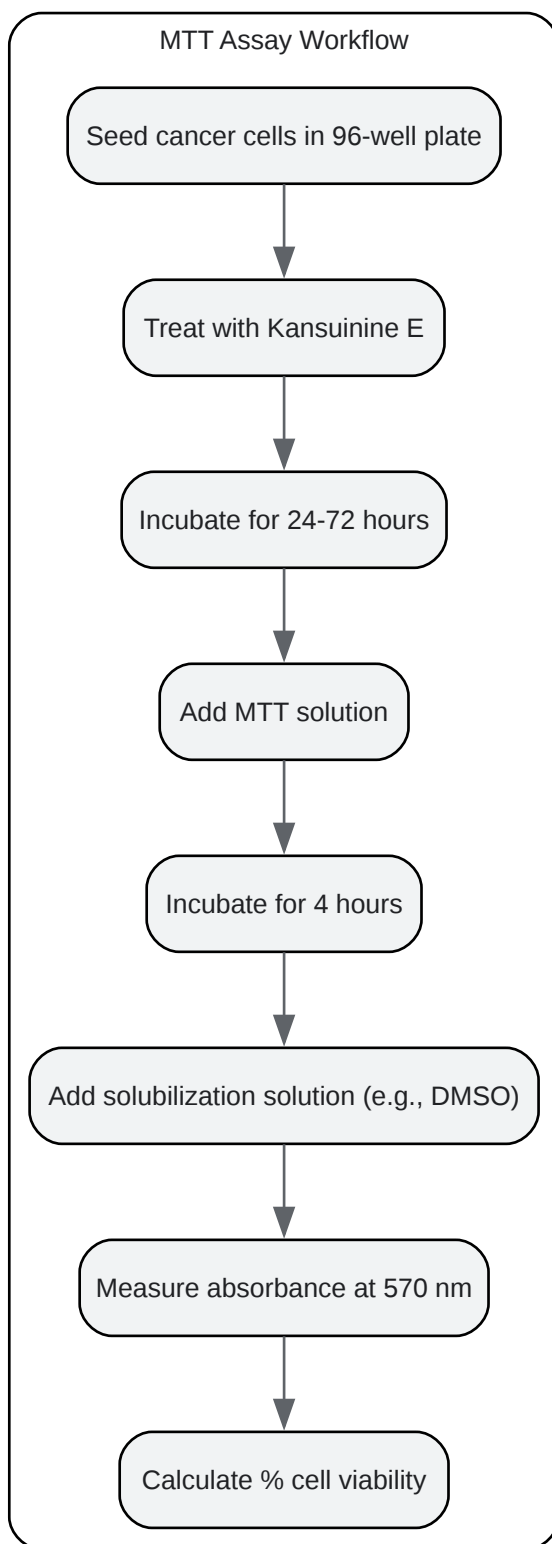 MTT Assay Workflow
Seed cancer cells in 96-well plate
Treat with Kansuinine E
Incubate for 24-72 hours
Add MTT solution
Incubate for 4 hours
Add solubilization solution (e.g., DMSO)
Measure absorbance at 570 nm
Calculate % cell viability